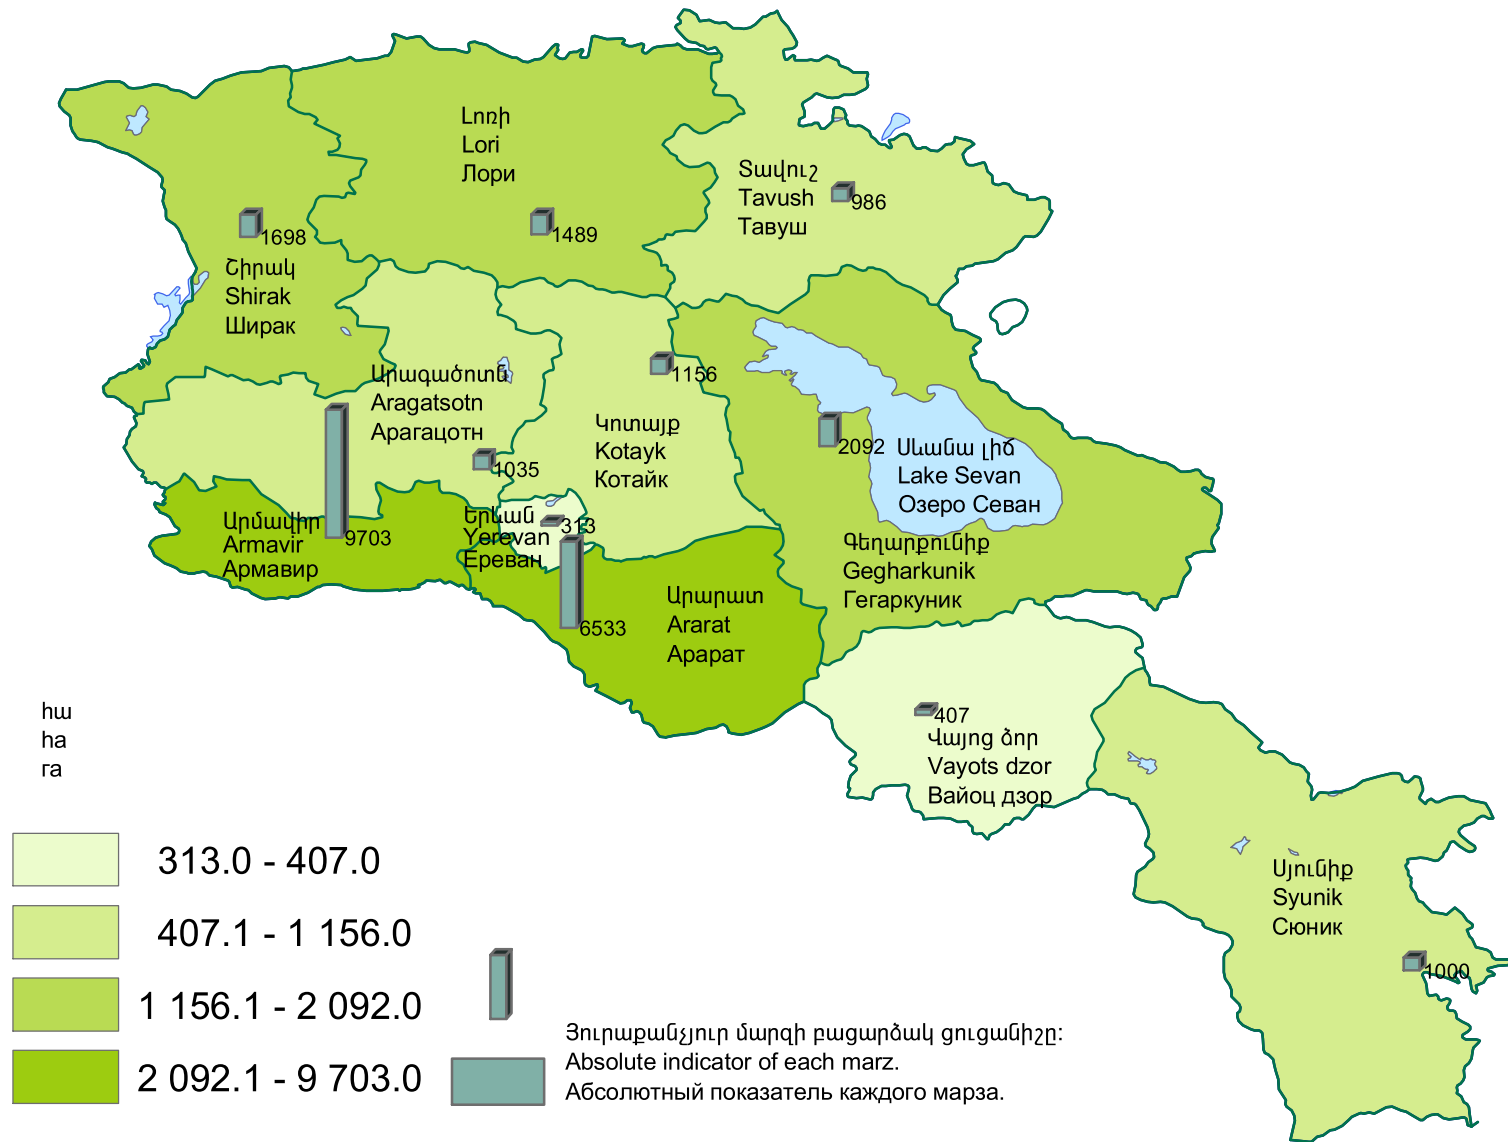 Լոռի
Lori
Лори
1489
Տավուշ
Tavush
Тавуш
986
1698
Շիրակ
Shirak
Ширак
Արագածոտն
Aragatsotn
Арагацотн
1035
1156
Կոտայք
Kotayk
Котайк
2092
Սևանա լիճ
Lake Sevan
Озеро Севан
Գեղարքունիք
Gegharkunik
Гегаркуник
Արմավիր
Armavir
Армавир
9703
Երևան
Yerevan
Ереван
313
6533
Արարատ
Ararat
Арарат
407
Վայոց ձոր
Vayots dzor
Вайоц дзор
Սյունիք
Syunik
Сюник
1000
հա
ha
га
313.0 - 407.0
407.1 - 1 156.0
1 156.1 - 2 092.0
2 092.1 - 9 703.0
Յուրաքանչյուր մարզի բացարձակ ցուցանիշը:
Absolute indicator of each marz.
Абсолютный показатель каждого марза.